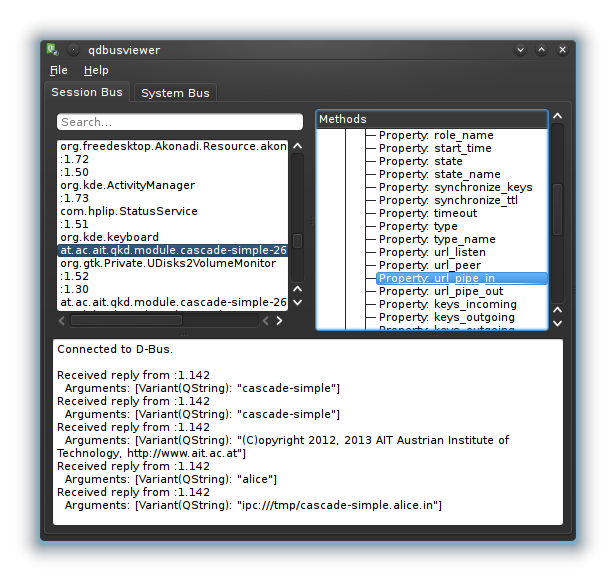 qdbusviewer
File Help
Session Bus System Bus
Search...
org.freedesktop.Akonadi.Resource.akon
:1.72
:1.50
org.kde.ActivityManager
:1.73
com.hplip.StatusService
:1.51
org.kde.keyboard
at.ac.ait.qkd.module.cascade-simple-26
org.gtk.Private.UDisks2VolumeMonitor
:1.52
:1.30
at.ac.ait.qkd.module.cascade-simple-26
Methods
Property: role_name
Property: start_time
Property: state
Property: state_name
Property: synchronize_keys
Property: synchronize_ttl
Property: timeout
Property: type
Property: type_name
Property: url_listen
Property: url_peer
Property: url_pipe_in
Property: url_pipe_out
Property: keys_incoming
Property: keys_outgoing
Property: keys_outgoing
Connected to D-Bus.
Received reply from :1.142
Arguments: [Variant(QString): "cascade-simple"]
Received reply from :1.142
Arguments: [Variant(QString): "cascade-simple"]
Received reply from :1.142
Arguments: [Variant(QString): "(C)opyright 2012, 2013 AIT Austrian Institute of
Technology, http://www.ait.ac.at"]
Received reply from :1.142
Arguments: [Variant(QString): "alice"]
Received reply from :1.142
Arguments: [Variant(QString): "ipc:///tmp/cascade-simple.alice.in"]